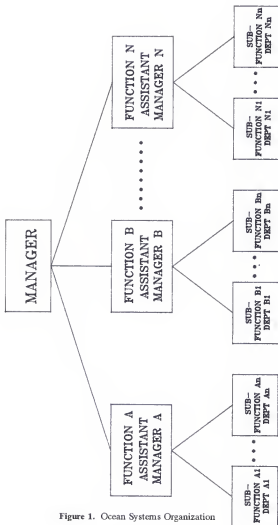 MANAGER
FUNCTION A
ASSISTANT
MANAGER A
FUNCTION B
ASSISTANT
MANAGER B
FUNCTION N
ASSISTANT
MANAGER N
SUB-
FUNCTION A1
DEPT A1
SUB-
FUNCTION An
DEPT An
SUB-
FUNCTION B1
DEPT B1
SUB-
FUNCTION Bn
DEPT Bn
SUB-
FUNCTION N1
DEPT N1
SUB-
FUNCTION Nn
DEPT Nn
Figure 1. Ocean Systems Organization